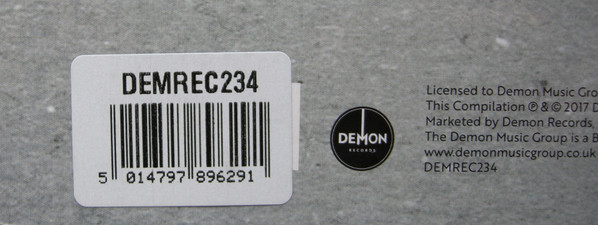 DEMREC234
5 014797 896291
DEMON
RECORDS
Licensed to Demon Music
This Compilation ℗ & © 2017
Marketed by Demon Records,
The Demon Music Group is a
www.demonmusicgroup.co.uk
DEMREC234